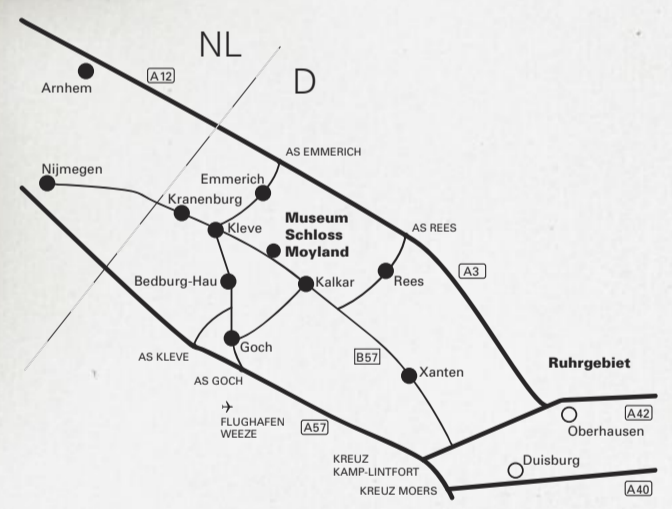 NL
D
Arnhem
A12
AS EMMERICH
Nijmegen
Emmerich
Kranenburg
Kleve
Museum
Schloss
Moyland
AS REES
A3
Bedburg-Hau
Kalkar
Rees
Goch
AS KLEVE
AS GOCH
B57
Xanten
Ruhrgebiet
FLUGHAFEN
WEEZE
A57
A42
Oberhausen
KREUZ
KAMP-LINTFORT
Duisburg
KREUZ MOERS
A40